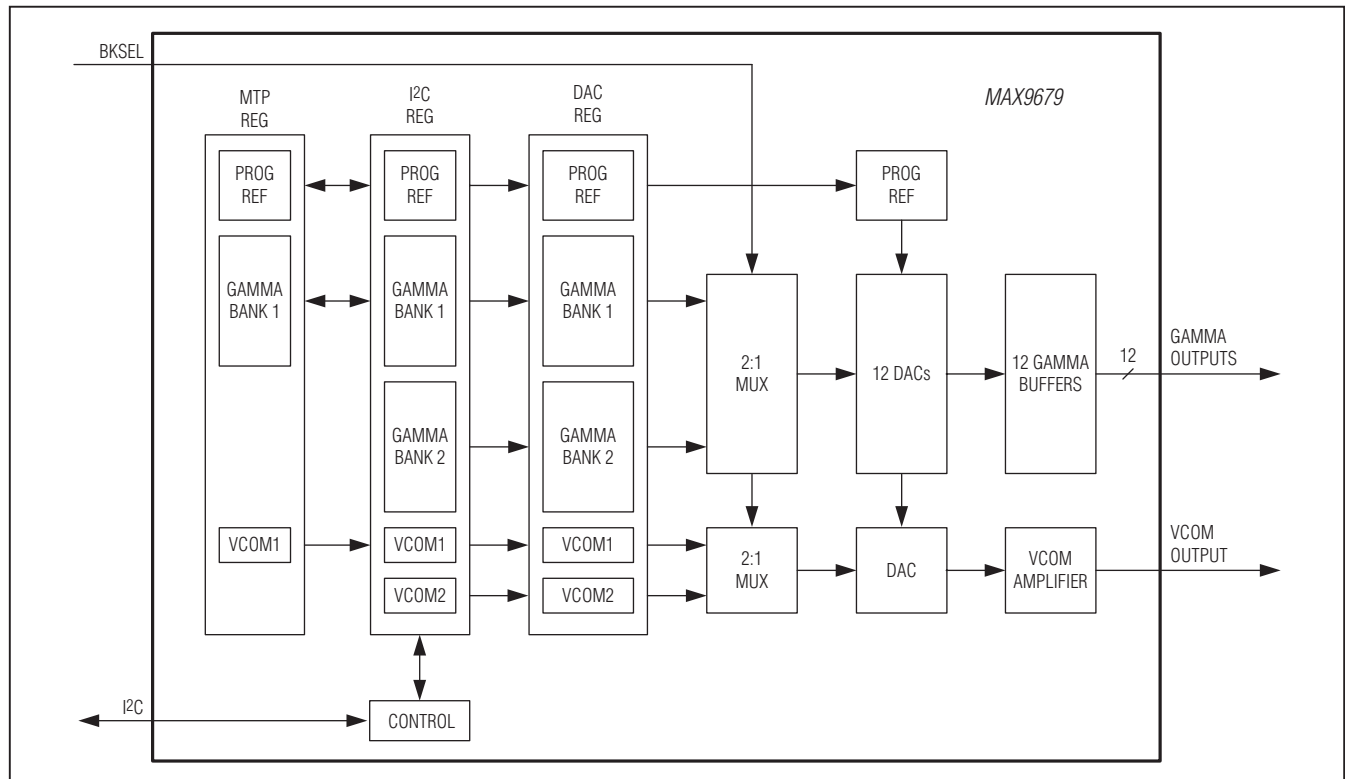 BKSEL
MAX9679
MTP
REG
I²C
REG
DAC
REG
PROG
REF
PROG
REF
PROG
REF
PROG
REF
GAMMA
BANK 1
GAMMA
BANK 1
GAMMA
BANK 1
2:1
MUX
12 DACs
12 GAMMA
BUFFERS
12
GAMMA
OUTPUTS
GAMMA
BANK 2
GAMMA
BANK 2
VCOM1
VCOM1
VCOM1
VCOM2
VCOM2
2:1
MUX
DAC
VCOM
AMPLIFIER
VCOM
OUTPUT
I²C
CONTROL